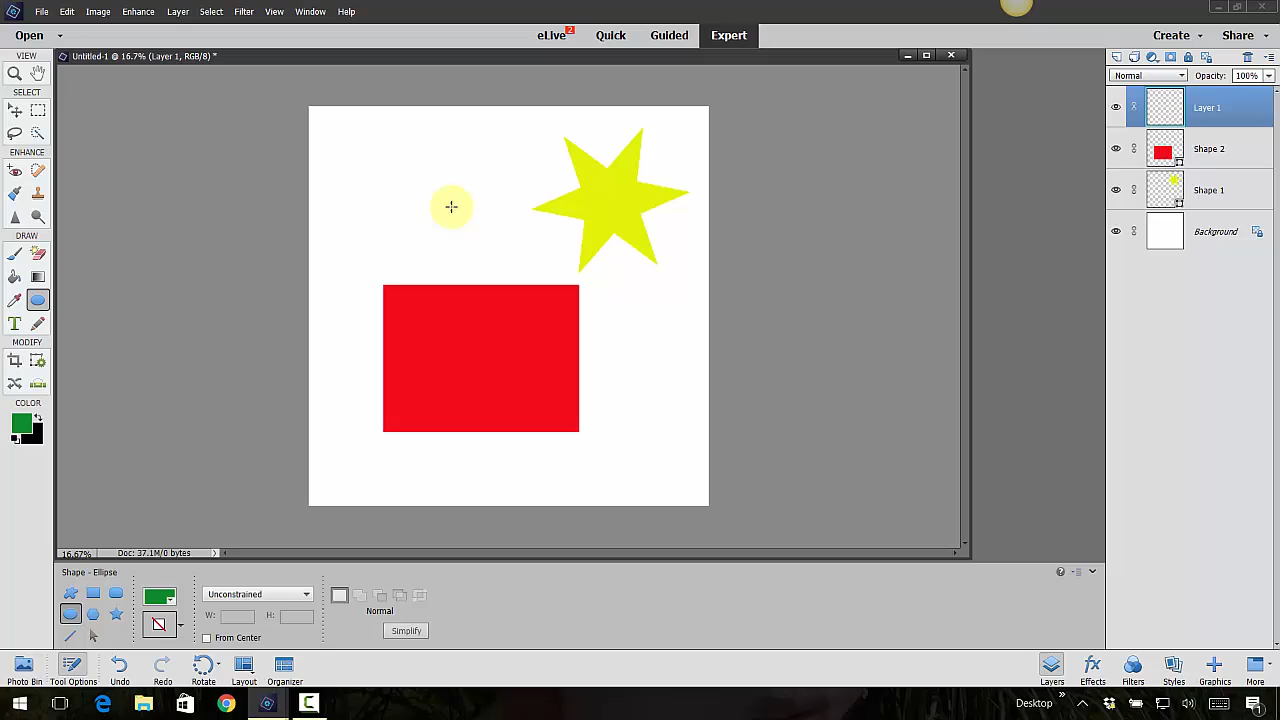 File Edit Image Enhance Layer Select Filter View Window Help
Open eLive 2 Quick Guided Expert Create Share
VIEW
Untitled-1 @ 16.7% (Layer 1, RGB/8) *
Normal Opacity: 100%
SELECT
Layer 1
Shape 2
ENHANCE
Shape 1
Background
DRAW
T
MODIFY
COLOR
16.67% Doc: 37.1M/0 bytes
Shape - Ellipse
Unconstrained
W: H:
Normal
From Center
Simplify
Photo Bin Tool Options Undo Redo Rotate Layout Organizer Layers Effects Filters Styles Graphics More
Desktop